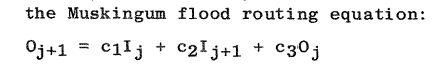 the Muskingum flood routing equation:
Oj+1 = c1Ij + c2Ij+1 + c3Oj